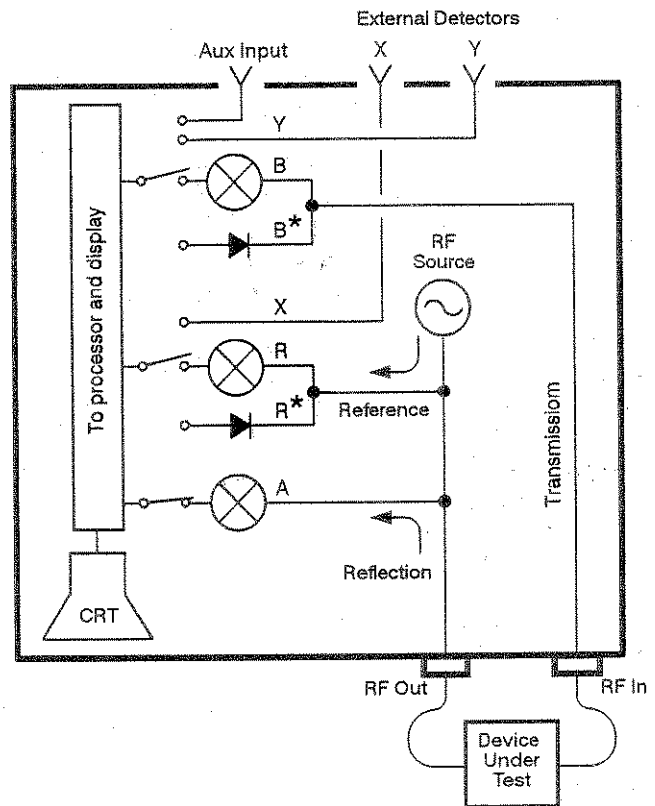 External Detectors
Aux Input
X
Y
Y
B
B*
RF
Source
X
R
R*
Reference
To processor and display
Transmissiom
A
Reflection
CRT
RF Out
RF In
Device
Under
Test